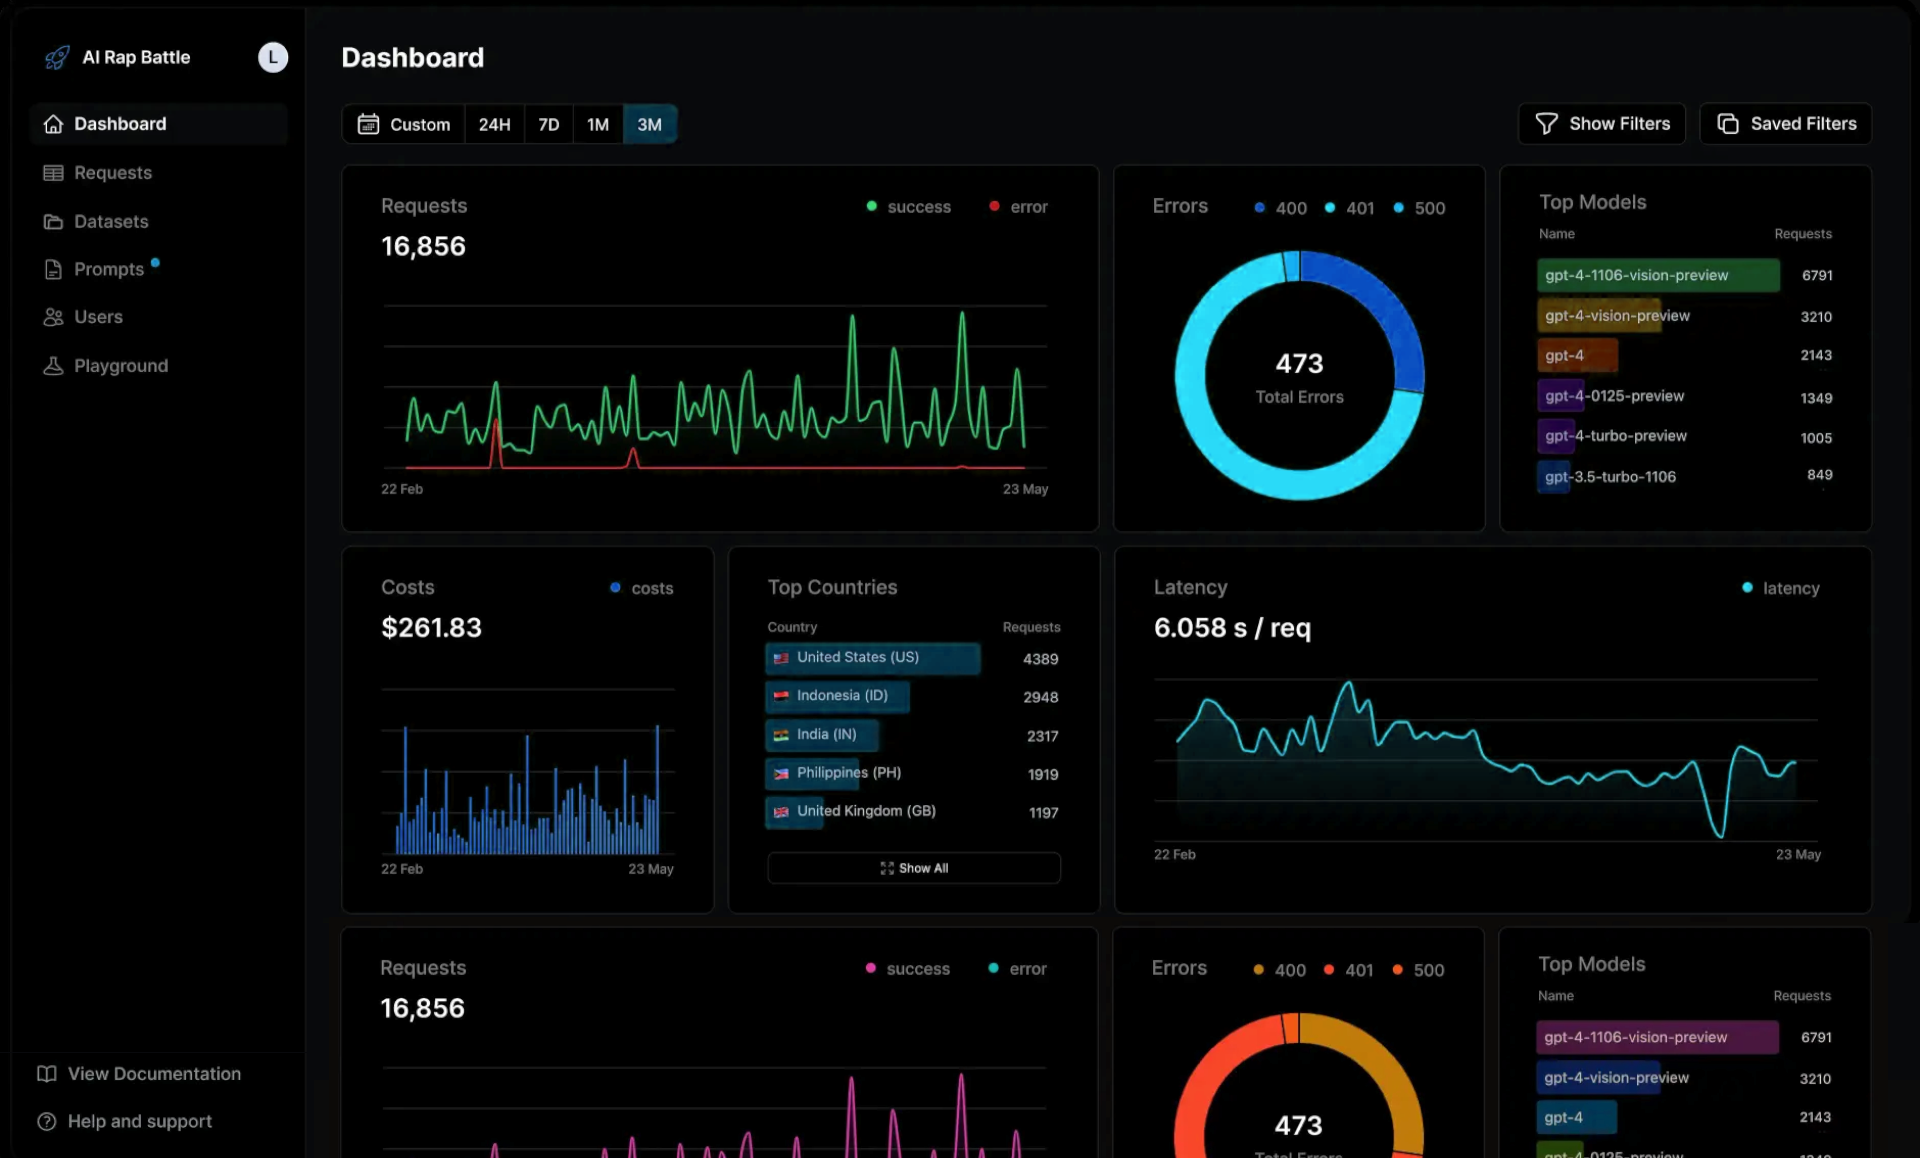 AI Rap Battle
L
Dashboard
Requests
Datasets
Prompts
Users
Playground
View Documentation
Help and support
Dashboard
Custom 24H 7D 1M 3M
Show Filters
Saved Filters
Requests
success error
16,856
22 Feb 23 May
Errors
400 401 500
473
Total Errors
Top Models
Name Requests
gpt-4-1106-vision-preview 6791
gpt-4-vision-preview 3210
gpt-4 2143
gpt-4-0125-preview 1349
gpt-4-turbo-preview 1005
gpt-3.5-turbo-1106 849
Costs
costs
$261.83
22 Feb 23 May
Top Countries
Country Requests
United States (US) 4389
Indonesia (ID) 2948
India (IN) 2317
Philippines (PH) 1919
United Kingdom (GB) 1197
Show All
Latency
latency
6.058 s / req
22 Feb 23 May
Requests
success error
16,856
Errors
400 401 500
473
Total Errors
Top Models
Name Requests
gpt-4-1106-vision-preview 6791
gpt-4-vision-preview 3210
gpt-4 2143
gpt-4-0125-preview 1349